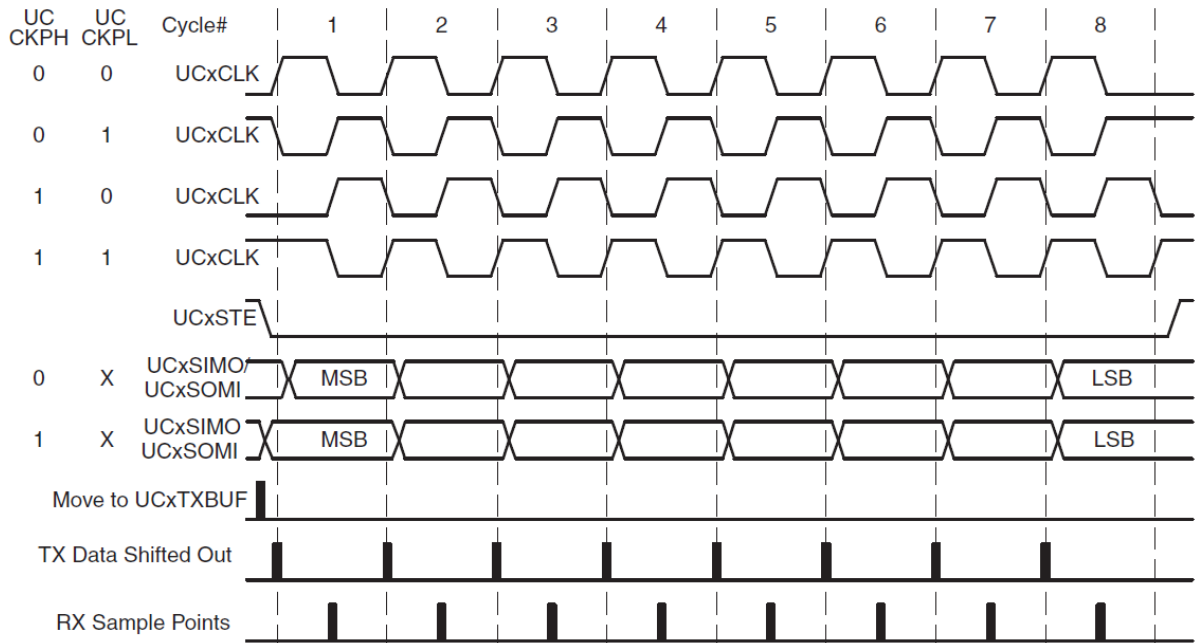 UC CKPH UC CKPL Cycle# 1 2 3 4 5 6 7 8
0 0 UCxCLK
0 1 UCxCLK
1 0 UCxCLK
1 1 UCxCLK
UCxSTE
0 X UCxSIMO/ UCxSOMI MSB LSB
1 X UCxSIMO UCxSOMI MSB LSB
Move to UCxTXBUF
TX Data Shifted Out
RX Sample Points